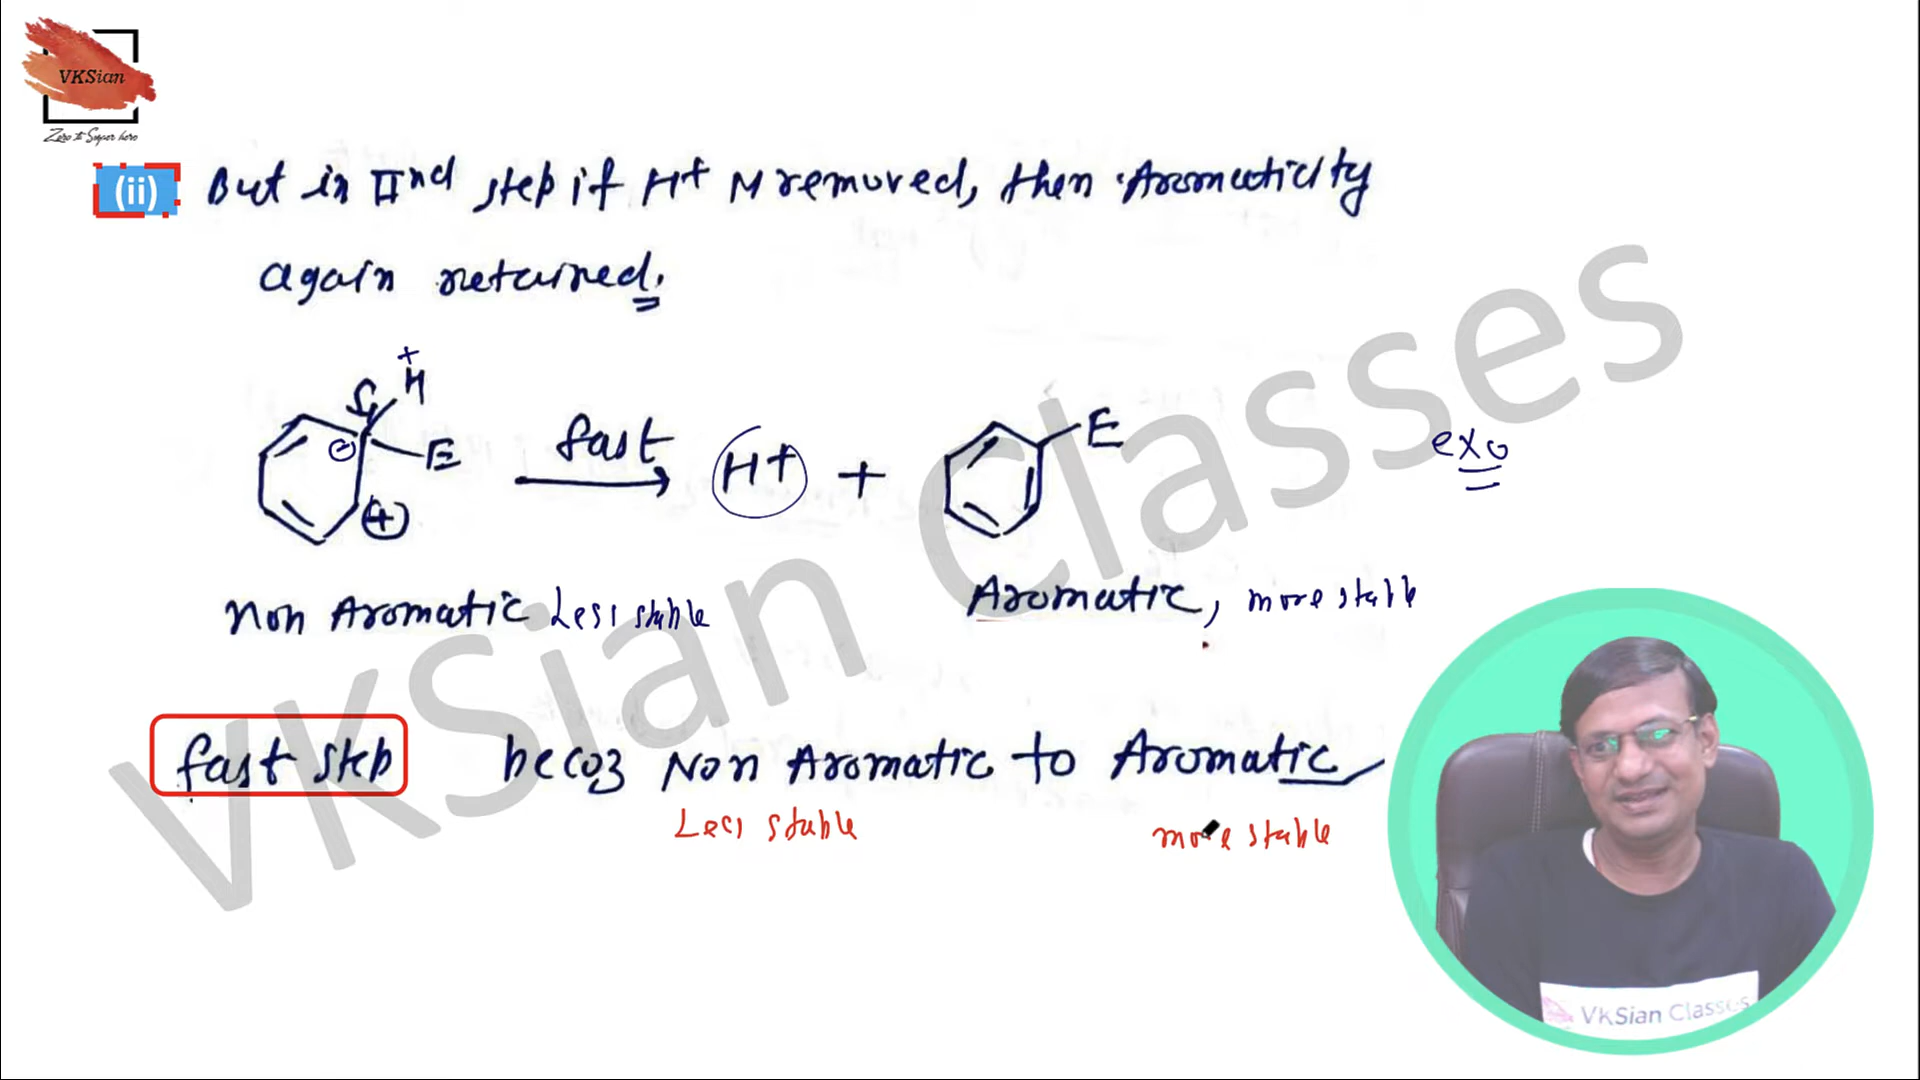 VKSian
Zero to Super hero
(ii) But in IInd step if H+ removed, then Aromaticity
again retained.
+
H
E
⊖
(+)
fast
H+ +
E
exo
Non Aromatic Less stable
Aromatic, more stable
fast step becoz Non Aromatic to Aromatic
Less stable more stable
VKSian Classes
VKSian Classes